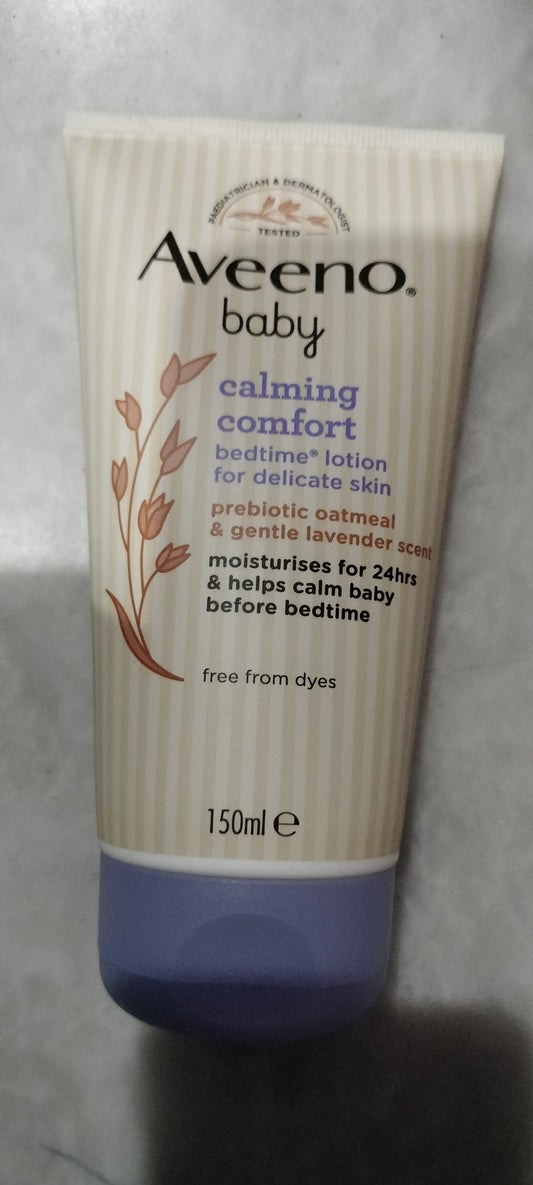 PAEDIATRICIAN & DERMATOLOGIST
TESTED
Aveeno®
baby
calming
comfort
bedtime® lotion
for delicate skin
prebiotic oatmeal
& gentle lavender scent
moisturises for 24hrs
& helps calm baby
before bedtime
free from dyes
150ml e